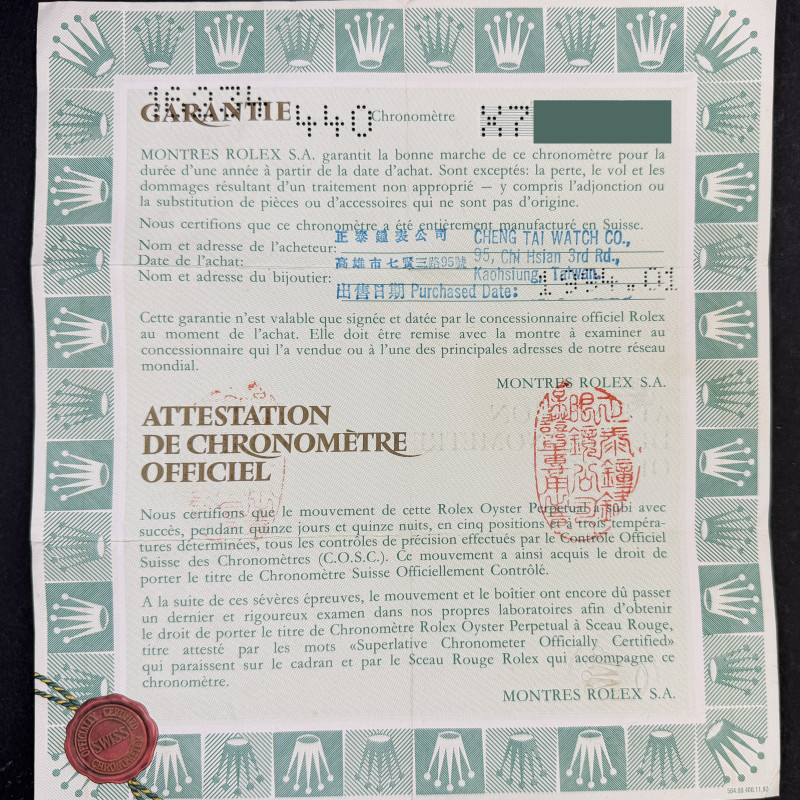 16234
GARANTIE
440
Chronomètre
X7
MONTRES ROLEX S.A. garantit la bonne marche de ce chronomètre pour la
durée d'une année à partir de la date d'achat. Sont exceptés: la perte, le vol et les
dommages résultant d'un traitement non approprié – y compris l'adjonction ou
la substitution de pièces ou d'accessoires qui ne sont pas d'origine.
Nous certifions que ce chronomètre a été entièrement manufacturé en Suisse.
Nom et adresse de l'acheteur:
正泰鐘表公司 CHENG TAI WATCH CO.,
Date de l'achat:
高雄市七賢三路95號 95, Chi Hsian 3rd Rd.,
Kaohsiung, Taiwan.
Nom et adresse du bijoutier:
出售日期 Purchased Date: 1994.01
Cette garantie n'est valable que signée et datée par le concessionnaire officiel Rolex
au moment de l'achat. Elle doit être remise avec la montre à examiner au
concessionnaire qui l'a vendue ou à l'une des principales adresses de notre réseau
mondial.
MONTRES ROLEX S.A.
ATTESTATION
DE CHRONOMÈTRE
OFFICIEL
Nous certifions que le mouvement de cette Rolex Oyster Perpetual a subi avec
succès, pendant quinze jours et quinze nuits, en cinq positions et à trois tempéra-
tures déterminées, tous les contrôles de précision effectués par le Contrôle Officiel
Suisse des Chronomètres (C.O.S.C.). Ce mouvement a ainsi acquis le droit de
porter le titre de Chronomètre Suisse Officiellement Contrôlé.
A la suite de ces sévères épreuves, le mouvement et le boîtier ont encore dû passer
un dernier et rigoureux examen dans nos propres laboratoires afin d'obtenir
le droit de porter le titre de Chronomètre Rolex Oyster Perpetual à Sceau Rouge,
titre attesté par les mots «Superlative Chronometer Officially Certified»
qui paraissent sur le cadran et par le Sceau Rouge Rolex qui accompagne ce
chronomètre.
MONTRES ROLEX S.A.
OFFICIALLY CERTIFIED
SWISS
CHRONOMETER